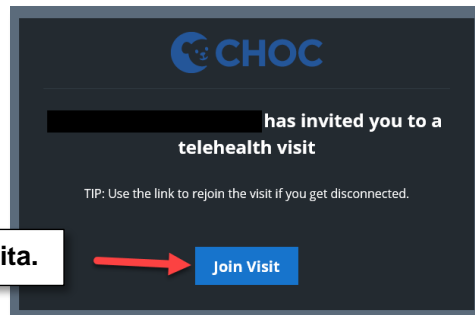 CHOC
has invited you to a
telehealth visit
TIP: Use the link to rejoin the visit if you get disconnected.
ita.
Join Visit